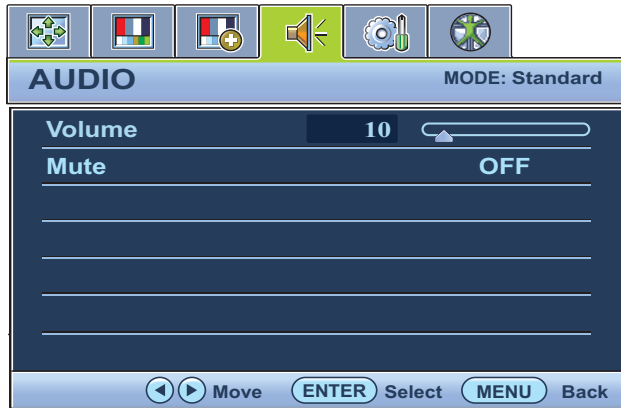 AUDIO MODE: Standard
Volume 10
Mute OFF
Move ENTER Select MENU Back